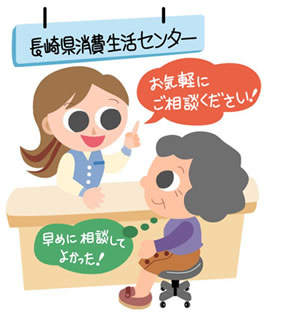 長崎県消費生活センター
お気軽に
ご相談ください!
早めに相談して
よかった!